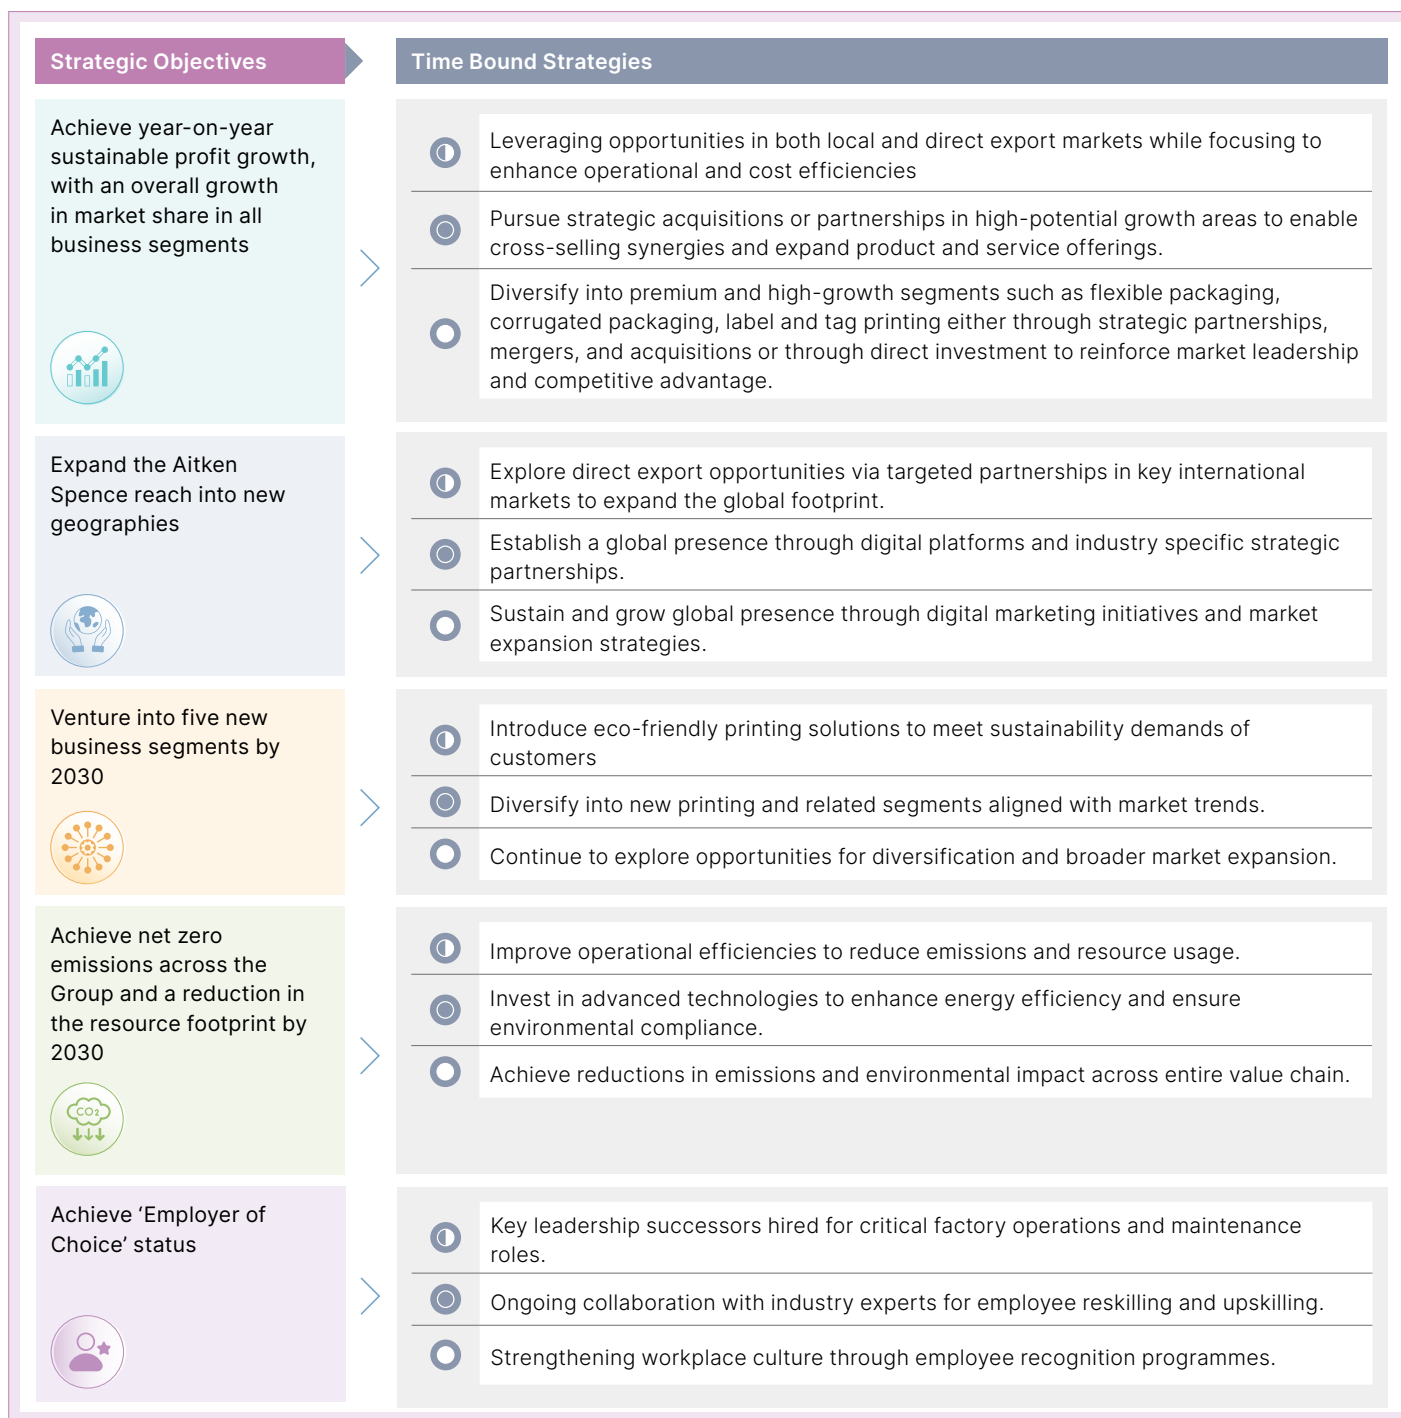 Strategic Objectives
Time Bound Strategies
Achieve year-on-year
sustainable profit growth,
with an overall growth
in market share in all
business segments
Leveraging opportunities in both local and direct export markets while focusing to
enhance operational and cost efficiencies
Pursue strategic acquisitions or partnerships in high-potential growth areas to enable
cross-selling synergies and expand product and service offerings.
Diversify into premium and high-growth segments such as flexible packaging,
corrugated packaging, label and tag printing either through strategic partnerships,
mergers, and acquisitions or through direct investment to reinforce market leadership
and competitive advantage.
Expand the Aitken
Spence reach into new
geographies
Explore direct export opportunities via targeted partnerships in key international
markets to expand the global footprint.
Establish a global presence through digital platforms and industry specific strategic
partnerships.
Sustain and grow global presence through digital marketing initiatives and market
expansion strategies.
Venture into five new
business segments by
2030
Introduce eco-friendly printing solutions to meet sustainability demands of
customers
Diversify into new printing and related segments aligned with market trends.
Continue to explore opportunities for diversification and broader market expansion.
Achieve net zero
emissions across the
Group and a reduction in
the resource footprint by
2030
CO2
Improve operational efficiencies to reduce emissions and resource usage.
Invest in advanced technologies to enhance energy efficiency and ensure
environmental compliance.
Achieve reductions in emissions and environmental impact across entire value chain.
Achieve ‘Employer of
Choice’ status
Key leadership successors hired for critical factory operations and maintenance
roles.
Ongoing collaboration with industry experts for employee reskilling and upskilling.
Strengthening workplace culture through employee recognition programmes.